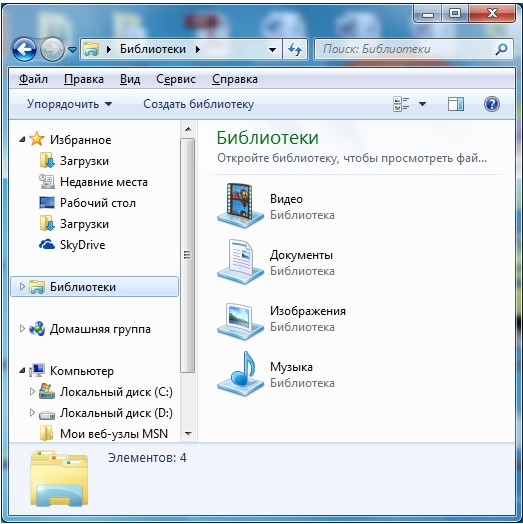 Библиотеки
Поиск: Библиотеки
Файл Правка Вид Сервис Справка
Упорядочить Создать библиотеку
Избранное
Загрузки
Недавние места
Рабочий стол
Загрузки
SkyDrive
Библиотеки
Домашняя группа
Компьютер
Локальный диск (C:)
Локальный диск (D:)
Мои веб-узлы MSN
Библиотеки
Откройте библиотеку, чтобы просмотреть фай...
Видео
Библиотека
Документы
Библиотека
Изображения
Библиотека
Музыка
Библиотека
Элементов: 4